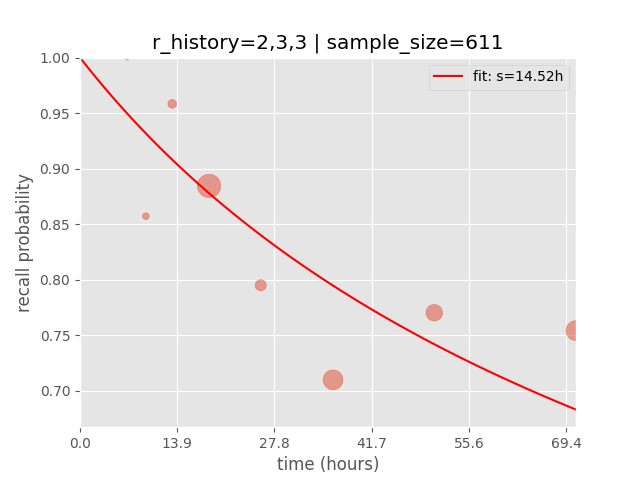 r_history=2,3,3 | sample_size=611
fit: s=14.52h
recall probability
1.00
0.95
0.90
0.85
0.80
0.75
0.70
0.0 13.9 27.8 41.7 55.6 69.4
time (hours)